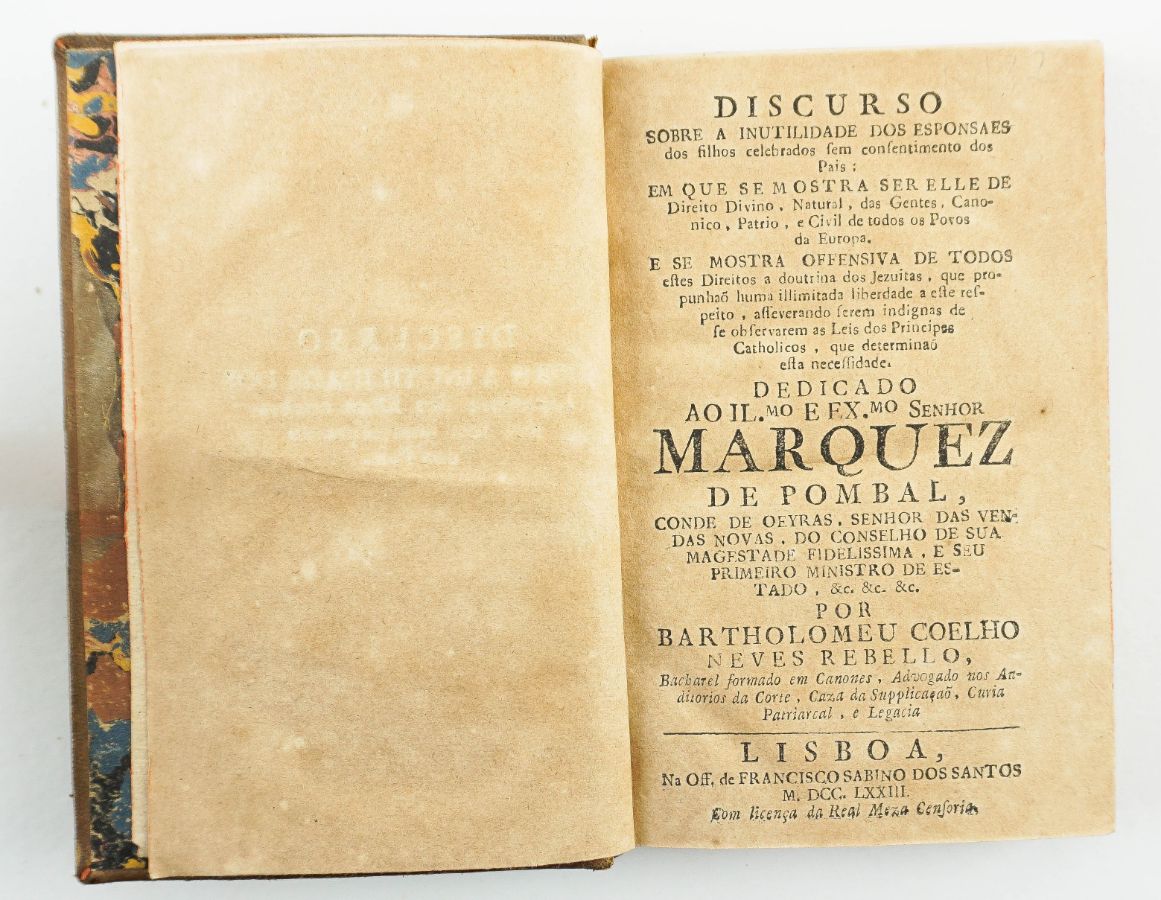 DISCURSO
SOBRE A INUTILIDADE DOS ESPONSAES
dos filhos celebrados ſem conſentimento dos
Pais ;
EM QUE SE MOSTRA SER ELLE DE
Direito Divino, Natural, das Gentes, Cano-
nico, Patrio, e Civil de todos os Povos
da Europa.
E SE MOSTRA OFFENSIVA DE TODOS
eſtes Direitos a doutrina dos Jezuitas, que pro-
punhaõ huma illimitada liberdade a eſte reſ-
peito, aſſeverando ſerem indignas de
ſe obſervarem as Leis dos Principes
Catholicos, que determinaõ
eſta neceſſidade.
DEDICADO
AO IL.MO E EX.MO SENHOR
MARQUEZ
DE POMBAL,
CONDE DE OEYRAS, SENHOR DAS VEN-
DAS NOVAS, DO CONSELHO DE SUA
MAGESTADE FIDELISSIMA, E SEU
PRIMEIRO MINISTRO DE ES-
TADO, &c. &c. &c.
POR
BARTHOLOMEU COELHO
NEVES REBELLO,
Bacharel formado em Canones, Advogado nos Au-
ditorios da Corte, Caza da Supplicaçaõ, Curia
Patriarcal, e Legacia
LISBOA,
Na Off. de FRANCISCO SABINO DOS SANTOS
M. DCC. LXXIII.
Com licença da Real Meza Cenſoria.